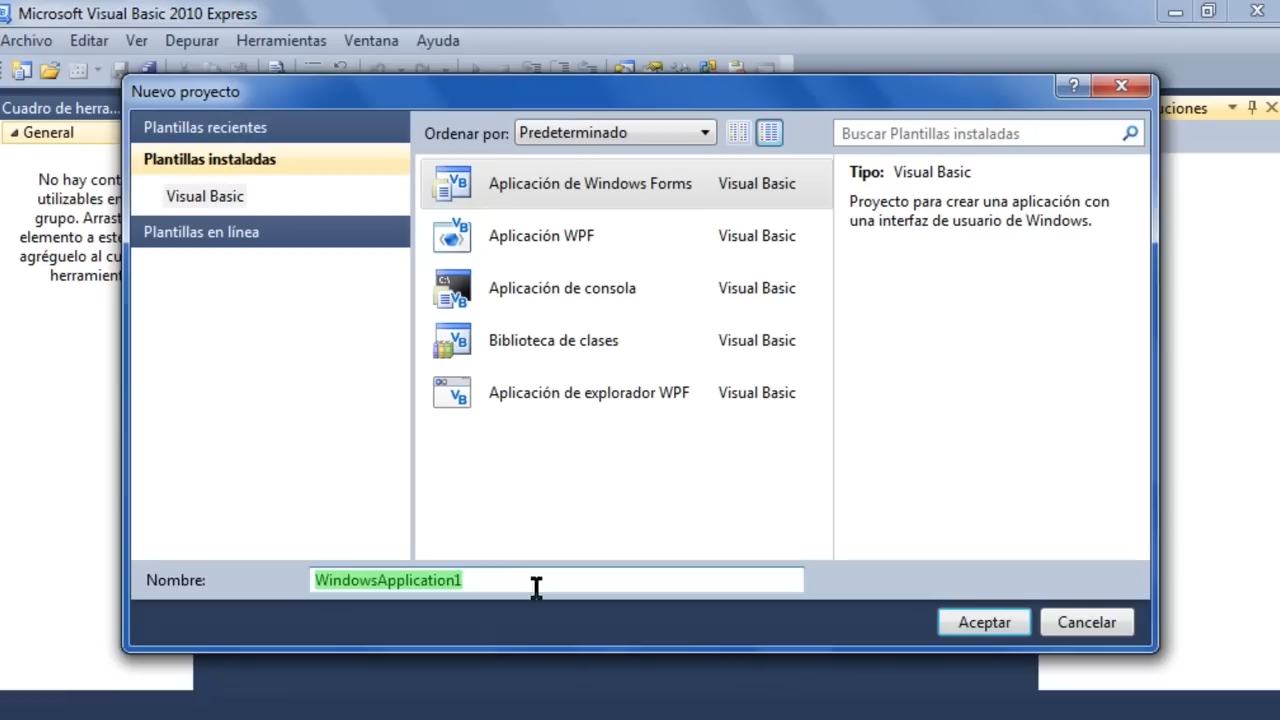 Microsoft Visual Basic 2010 Express
Archivo Editar Ver Depurar Herramientas Ventana Ayuda
Cuadro de herra...
General
No hay cont
utilizables en
grupo. Arrast
elemento a este
agréguelo al cu
herramient
Nuevo proyecto
Plantillas recientes
Plantillas instaladas
Visual Basic
Plantillas en línea
Ordenar por: Predeterminado
Buscar Plantillas instaladas
Aplicación de Windows Forms Visual Basic
Aplicación WPF Visual Basic
Aplicación de consola Visual Basic
Biblioteca de clases Visual Basic
Aplicación de explorador WPF Visual Basic
Tipo: Visual Basic
Proyecto para crear una aplicación con
una interfaz de usuario de Windows.
Nombre: WindowsApplication1
Aceptar Cancelar
uciones